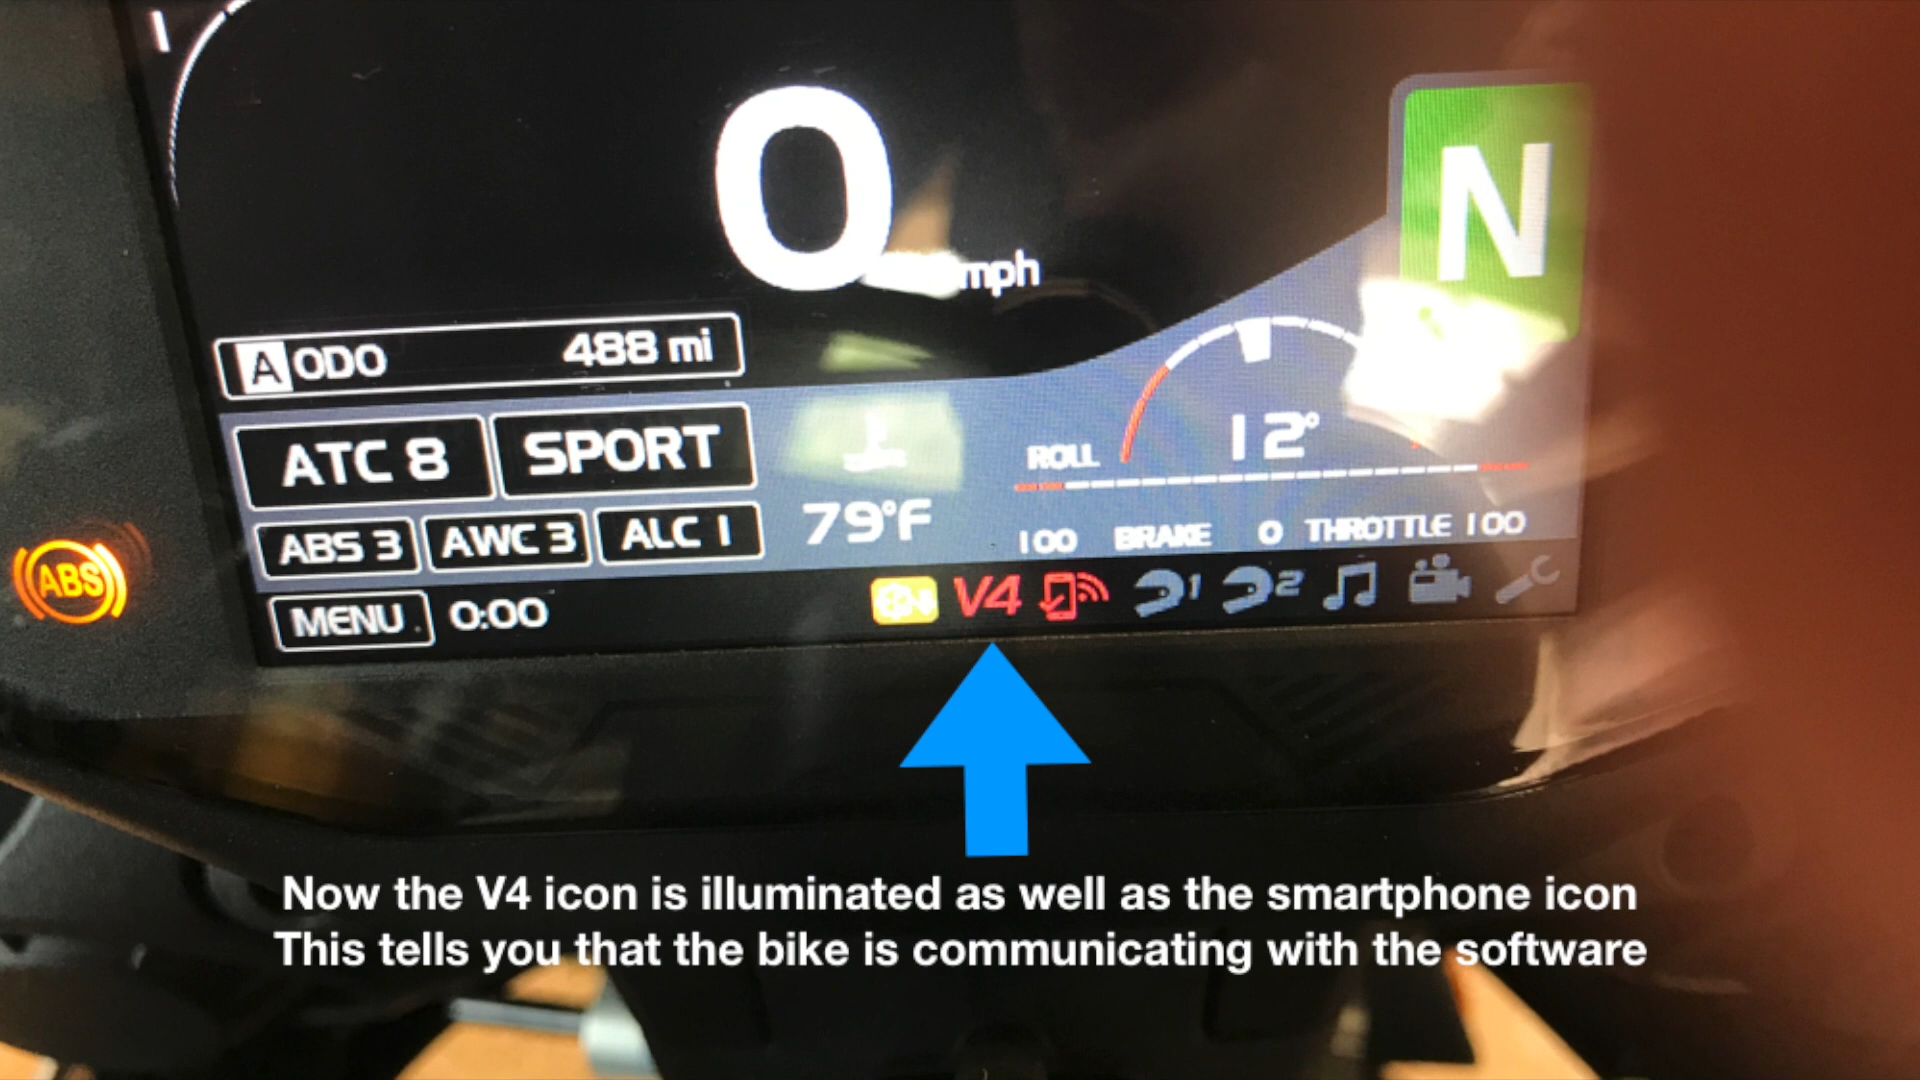 0
mph
N
A ODO 488 mi
ATC 8 SPORT
ROLL 12°
ABS 3 AWC 3 ALC 1 79°F
100 BRAKE 0 THROTTLE 100
ABS
MENU 0:00
V4 1 2
Now the V4 icon is illuminated as well as the smartphone icon
This tells you that the bike is communicating with the software